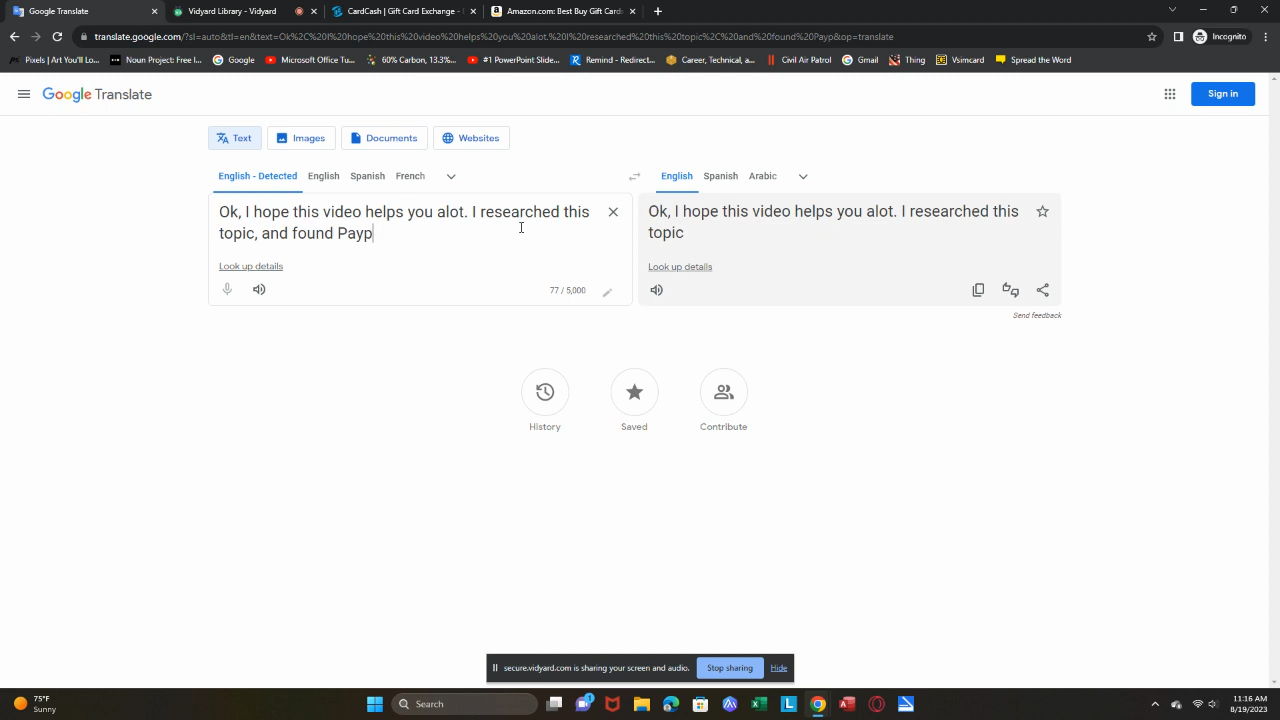 Google Translate
Vidyard Library - Vidyard
CardCash | Gift Card Exchange -
Amazon.com: Best Buy Gift Cards
translate.google.com/?sl=auto&tl=en&text=Ok%2C%20I%20hope%20this%20video%20helps%20you%20alot.%20I%20researched%20this%20topic%2C%20and%20found%20Payp&op=translate
Incognito
Pixels | Art You'll Lo...
Noun Project: Free I...
Google
Microsoft Office Tu...
60% Carbon, 13.3%...
#1 PowerPoint Slide...
Remind - Redirect...
Career, Technical, a...
Civil Air Patrol
Gmail
Thing
Vsimcard
Spread the Word
Google Translate
Sign in
Text
Images
Documents
Websites
English - Detected
English
Spanish
French
English
Spanish
Arabic
Ok, I hope this video helps you alot. I researched this
topic, and found Payp
Look up details
77 / 5,000
Ok, I hope this video helps you alot. I researched this
topic
Look up details
Send feedback
History
Saved
Contribute
secure.vidyard.com is sharing your screen and audio.
Stop sharing
Hide
75°F
Sunny
Search
1
11:16 AM
8/19/2023